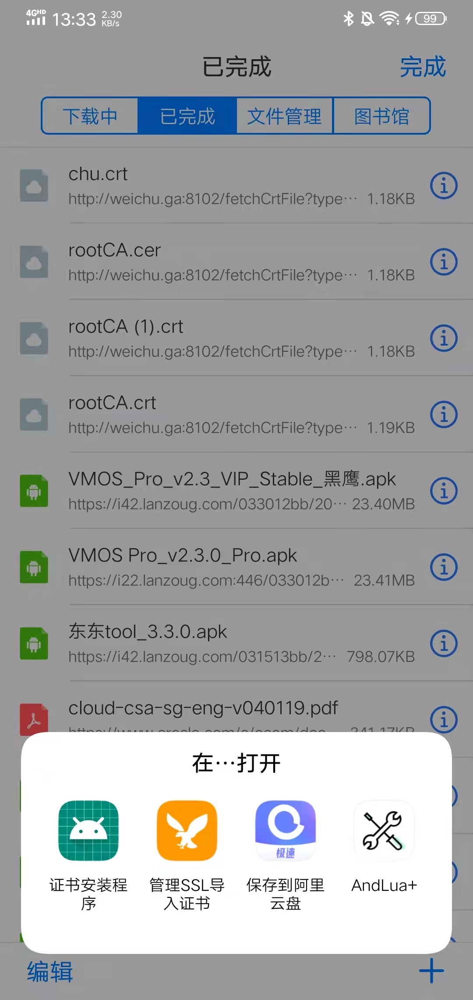 4GHD 13:33 2.30 KB/s 99
已完成 完成
下载中 已完成 文件管理 图书馆
chu.crt
http://weichu.ga:8102/fetchCrtFile?type··· 1.18KB
rootCA.cer
http://weichu.ga:8102/fetchCrtFile?type··· 1.18KB
rootCA (1).crt
http://weichu.ga:8102/fetchCrtFile?type··· 1.18KB
rootCA.crt
http://weichu.ga:8102/fetchCrtFile?type··· 1.19KB
VMOS_Pro_v2.3_VIP_Stable_黑鹰.apk
https://i42.lanzoug.com/033012bb/20··· 23.40MB
VMOS Pro_v2.3.0_Pro.apk
https://i22.lanzoug.com:446/033012b··· 23.41MB
东东tool_3.3.0.apk
https://i42.lanzoug.com/031513bb/2··· 798.07KB
cloud-csa-sg-eng-v040119.pdf
在···打开
极速
证书安装程序
管理SSL导入证书
保存到阿里云盘
AndLua+
编辑